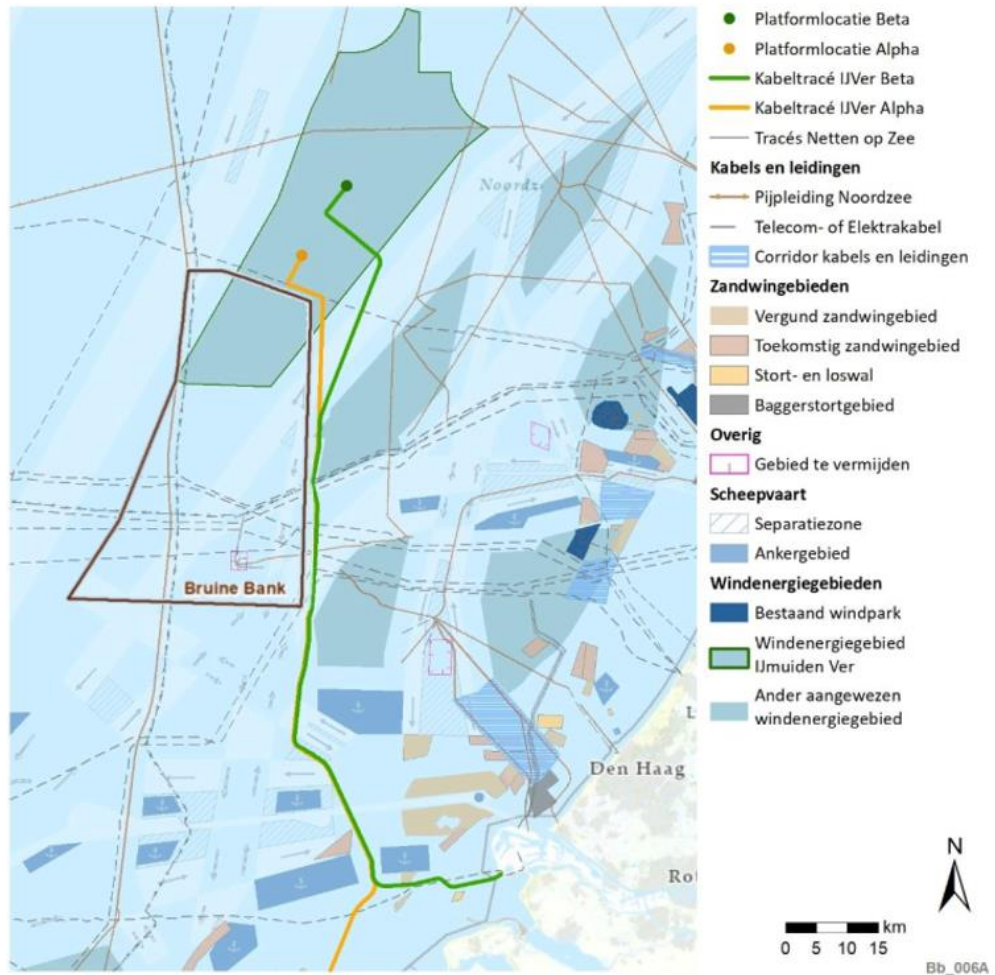 Platformlocatie Beta
Platformlocatie Alpha
Kabeltracé IJVer Beta
Kabeltracé IJVer Alpha
Tracés Netten op Zee
Kabels en leidingen
Pijpleiding Noordzee
Telecom- of Elektrakabel
Corridor kabels en leidingen
Zandwingebieden
Vergund zandwingebied
Toekomstig zandwingebied
Stort- en loswal
Baggerstortgebied
Overig
Gebied te vermijden
Scheepvaart
Separatiezone
Ankergebied
Windenergiegebieden
Bestaand windpark
Windenergiegebied
IJmuiden Ver
Ander aangewezen
windenergiegebied
Noordz
Bruine Bank
L
Den Haag
Rot
N
km
0 5 10 15
Bb_006A